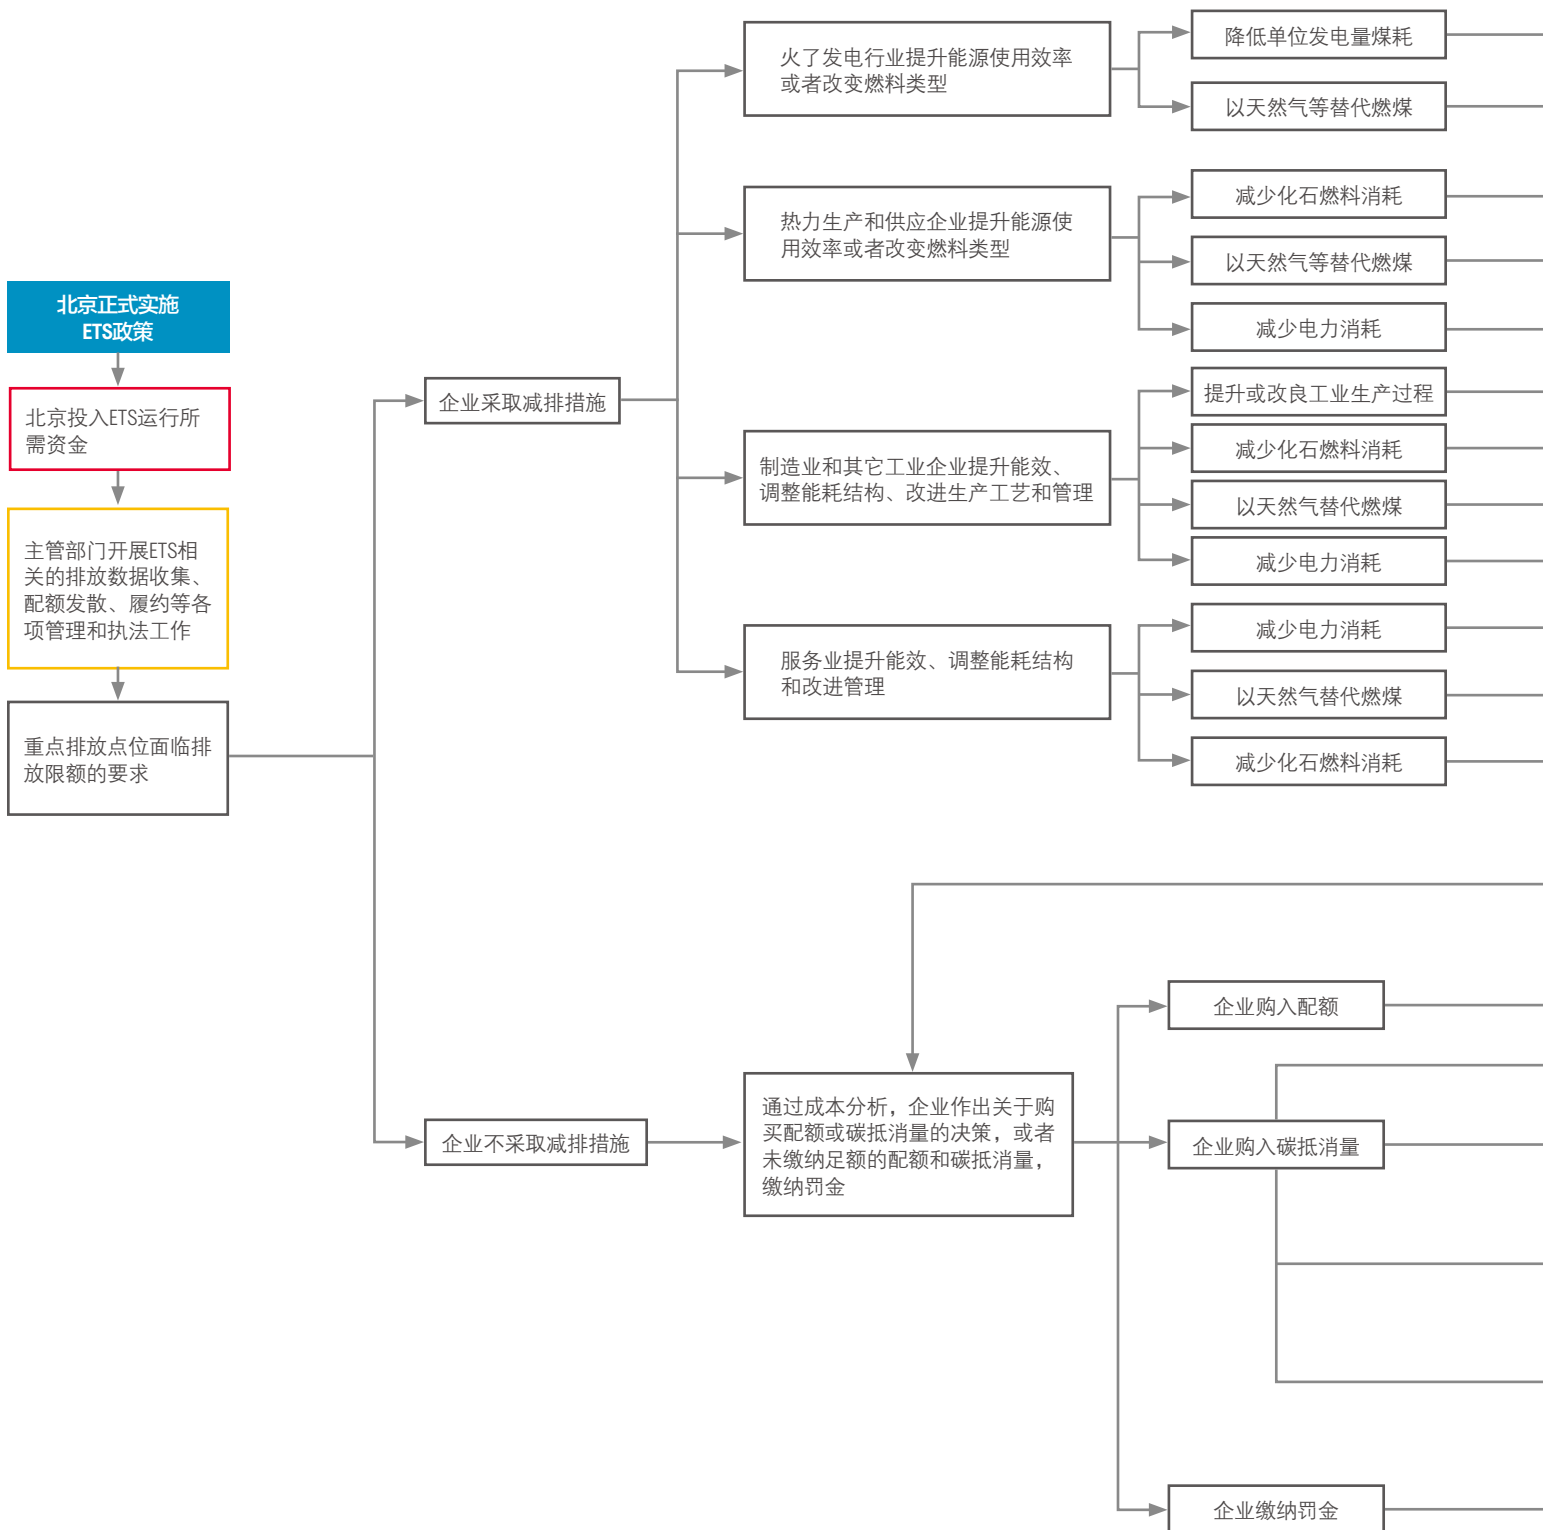 北京正式实施
ETS政策
北京投入ETS运行所
需资金
主管部门开展ETS相
关的排放数据收集、
配额发散、履约等各
项管理和执法工作
重点排放点位面临排
放限额的要求
企业采取减排措施
火了发电行业提升能源使用效率
或者改变燃料类型
降低单位发电量煤耗
以天然气等替代燃煤
热力生产和供应企业提升能源使
用效率或者改变燃料类型
减少化石燃料消耗
以天然气等替代燃煤
减少电力消耗
制造业和其它工业企业提升能效、
调整能耗结构、改进生产工艺和管理
提升或改良工业生产过程
减少化石燃料消耗
以天然气替代燃煤
减少电力消耗
服务业提升能效、调整能耗结构
和改进管理
减少电力消耗
以天然气替代燃煤
减少化石燃料消耗
企业不采取减排措施
通过成本分析，企业作出关于购
买配额或碳抵消量的决策，或者
未缴纳足额的配额和碳抵消量，
缴纳罚金
企业购入配额
企业购入碳抵消量
企业缴纳罚金